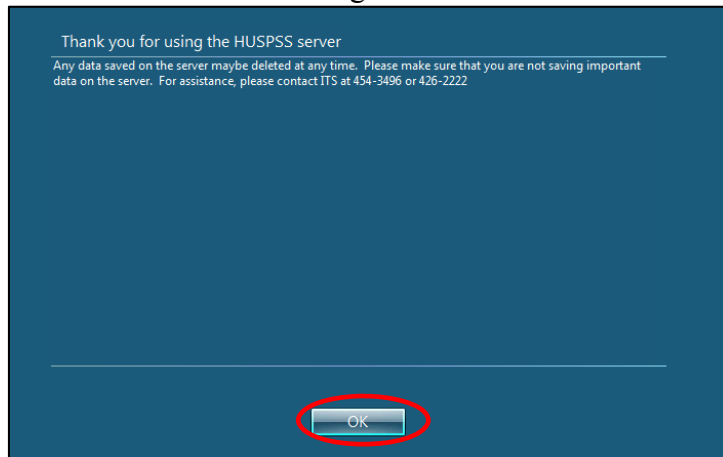 Thank you for using the HUSPSS server
Any data saved on the server maybe deleted at any time.  Please make sure that you are not saving important
data on the server.  For assistance, please contact ITS at 454-3496 or 426-2222
OK